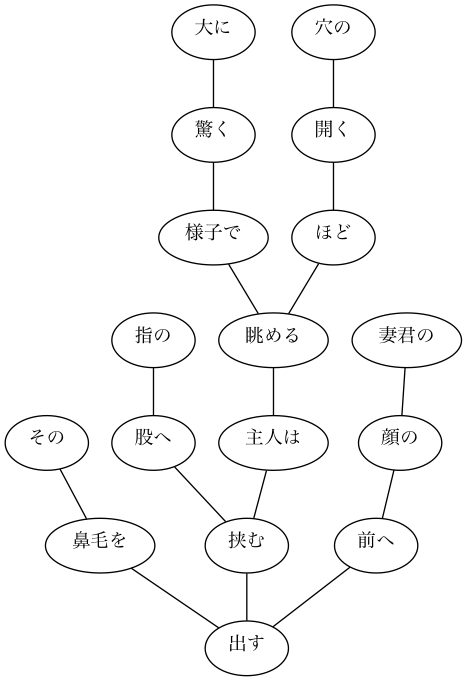 大に 穴の
驚く 開く
様子で ほど
指の 眺める 妻君の
その 股へ 主人は 顔の
鼻毛を 挟む 前へ
出す